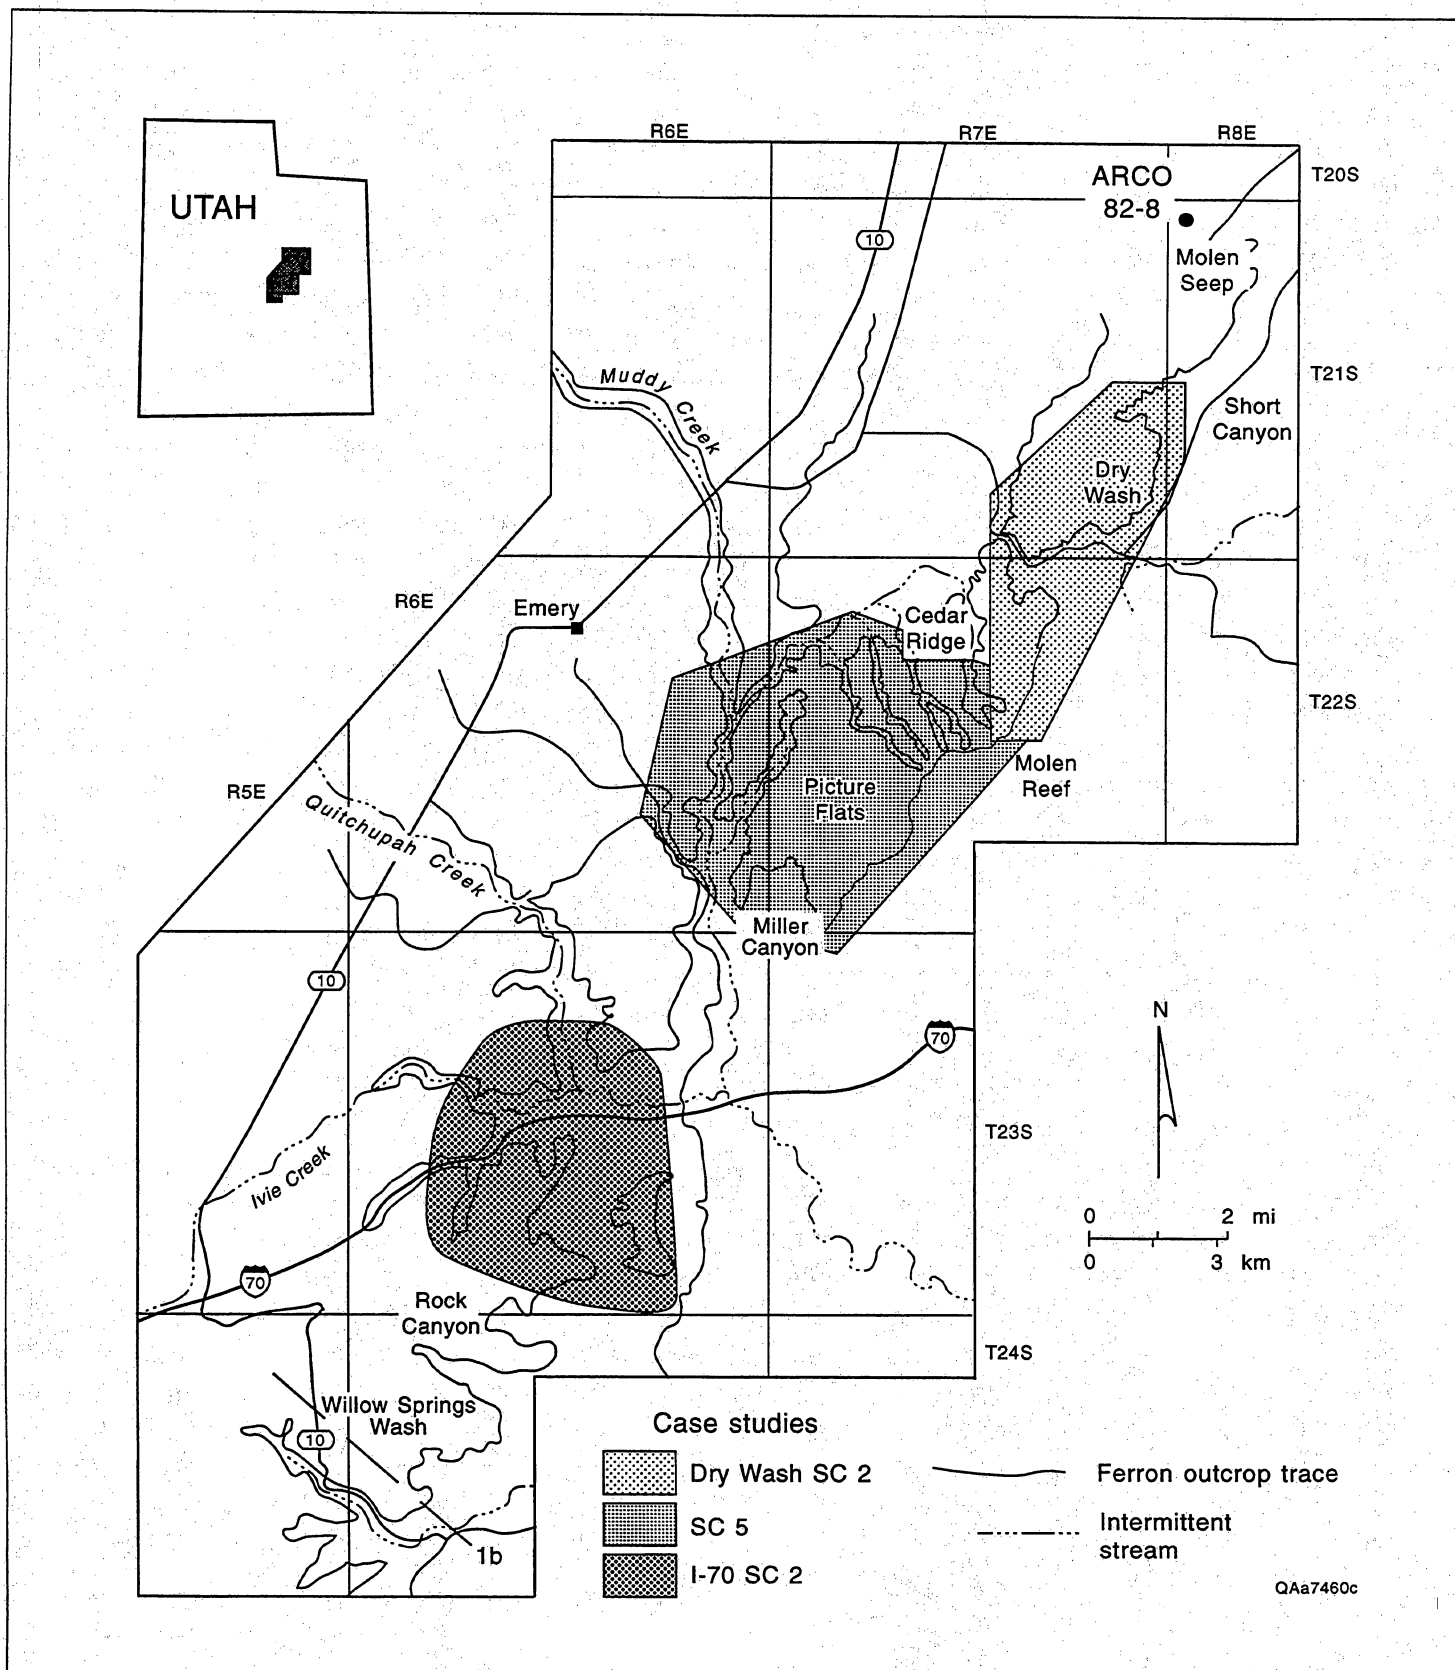 R6E
R7E
R8E
UTAH
ARCO
82-8
T20S
10
Molen
Seep
Muddy
Creek
T21S
Short
Canyon
Dry
Wash
R6E
Emery
Cedar
Ridge
T22S
R5E
Quitchupah Creek
Picture
Flats
Molen
Reef
Miller
Canyon
10
N
70
T23S
Ivie Creek
0 2 mi
0 3 km
70
Rock
Canyon
T24S
Willow Springs
Wash
10
1b
Case studies
Dry Wash SC 2
SC 5
I-70 SC 2
Ferron outcrop trace
Intermittent
stream
QAa7460c